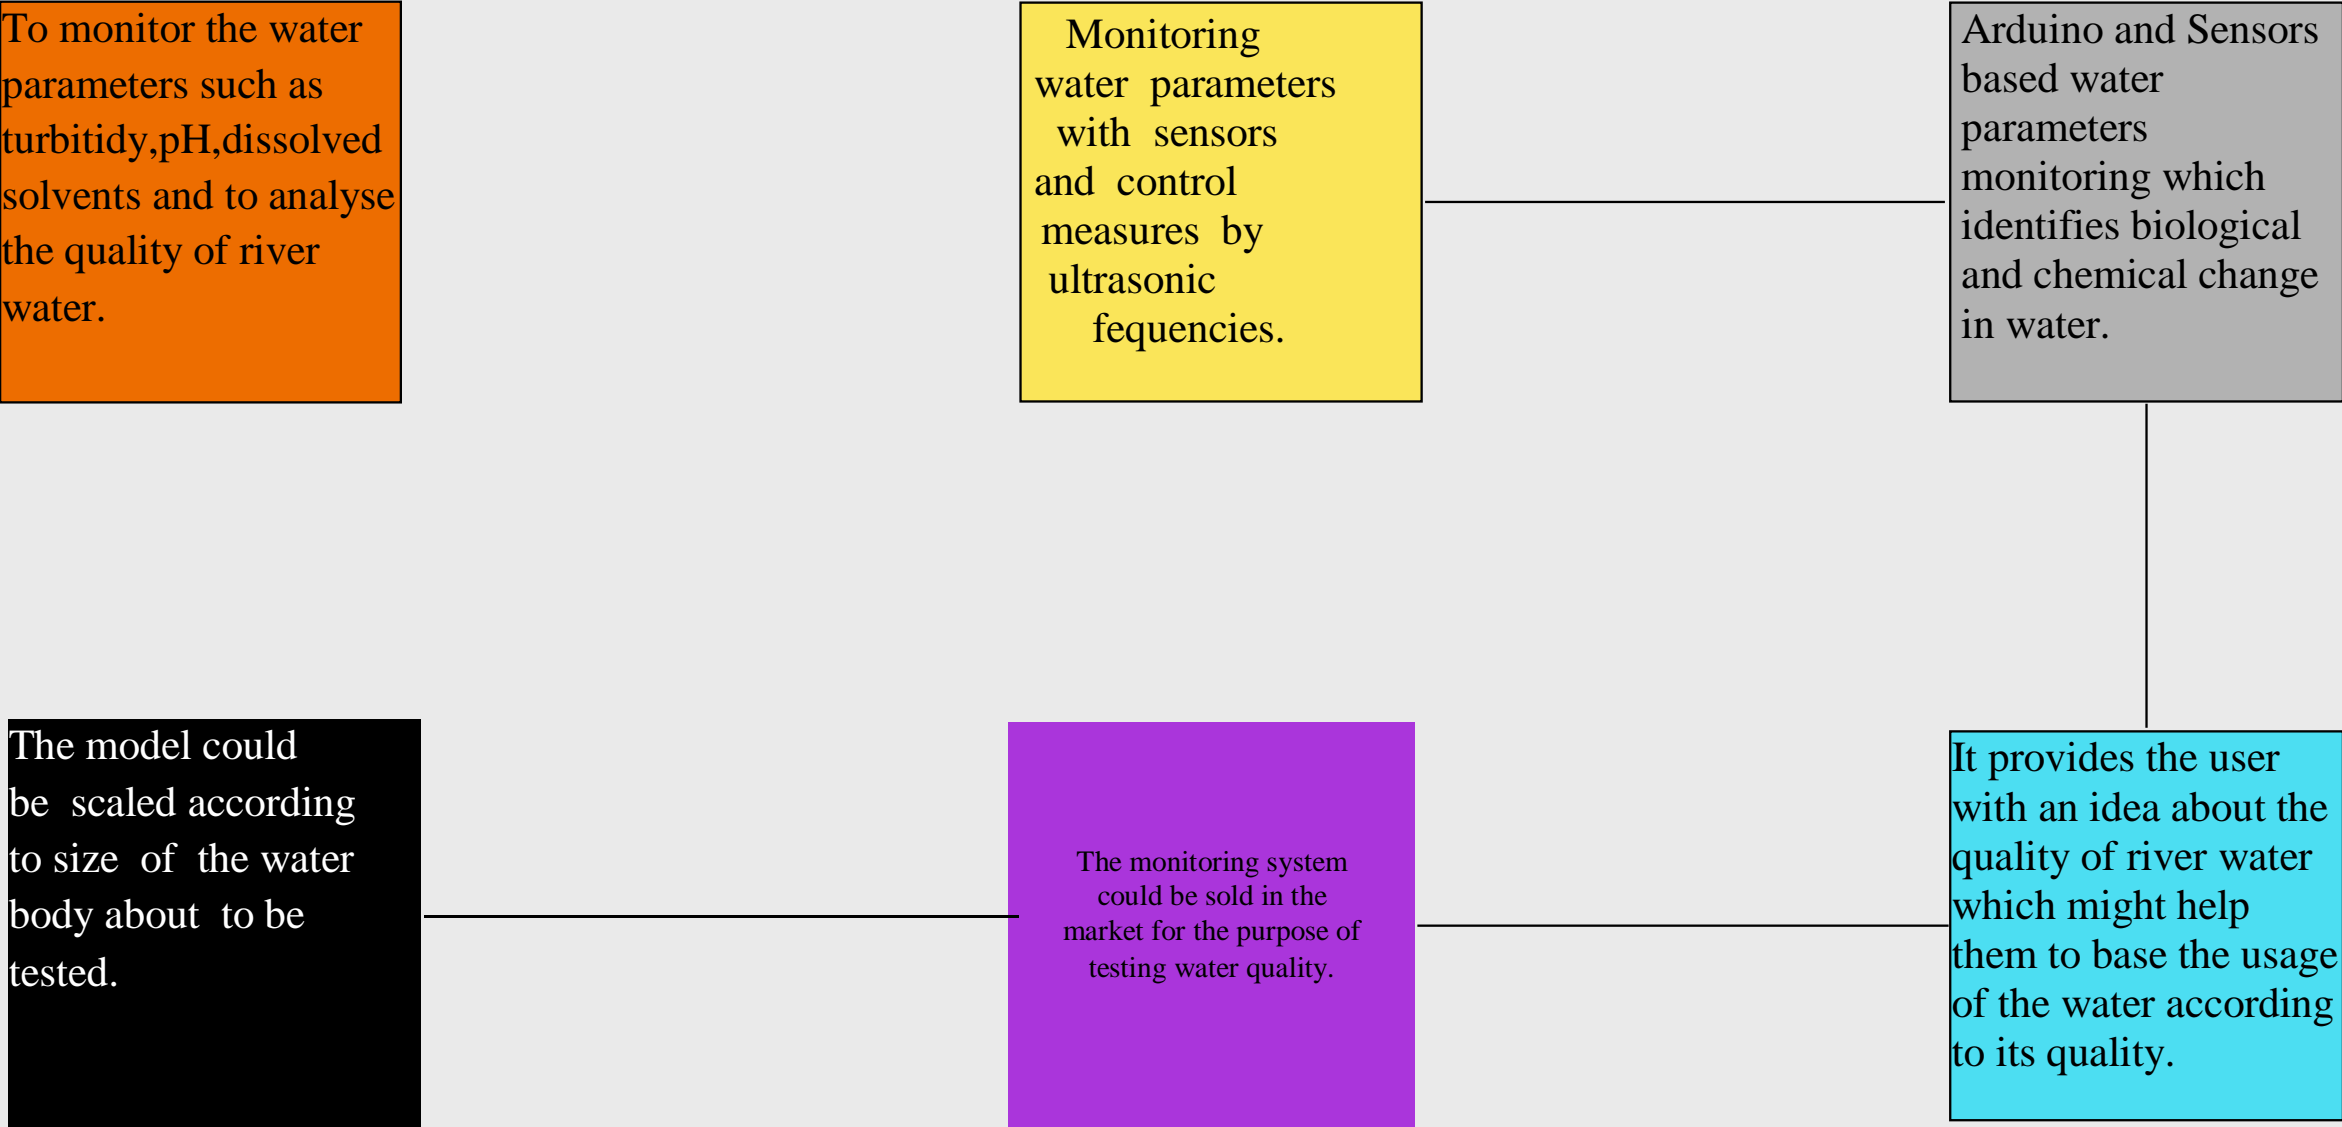 To monitor the water
parameters such as
turbitidy,pH,dissolved
solvents and to analyse
the quality of river
water.
Monitoring
water parameters
with sensors
and control
measures by
ultrasonic
fequencies.
Arduino and Sensors
based water
parameters
monitoring which
identifies biological
and chemical change
in water.
The model could
be scaled according
to size of the water
body about to be
tested.
The monitoring system
could be sold in the
market for the purpose of
testing water quality.
It provides the user
with an idea about the
quality of river water
which might help
them to base the usage
of the water according
to its quality.